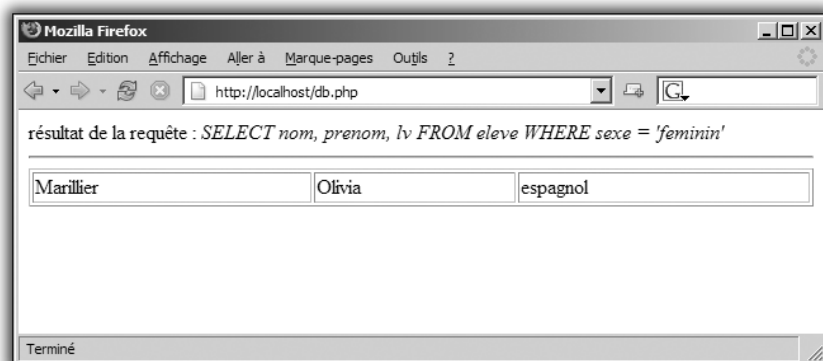 Mozilla Firefox
Fichier Edition Affichage Aller à Marque-pages Outils ?
http://localhost/db.php G
résultat de la requête : SELECT nom, prenom, lv FROM eleve WHERE sexe = 'feminin'
Marillier Olivia espagnol
Terminé